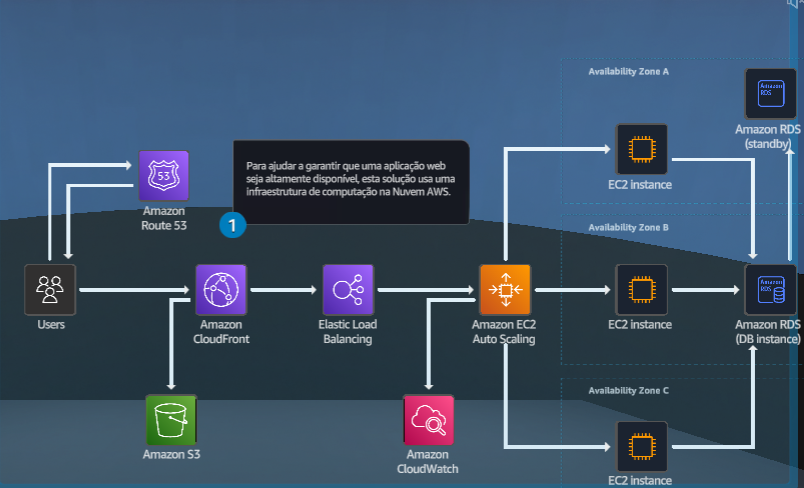 Availability Zone A
Amazon
RDS
Amazon RDS
(standby)
EC2 instance
53
Amazon
Route 53
Para ajudar a garantir que uma aplicação web
seja altamente disponível, esta solução usa uma
infraestrutura de computação na Nuvem AWS.
1
Availability Zone B
Users
Amazon
CloudFront
Elastic Load
Balancing
Amazon EC2
Auto Scaling
EC2 instance
Amazon
RDS
Amazon RDS
(DB instance)
Availability Zone C
Amazon S3
Amazon
CloudWatch
EC2 instance